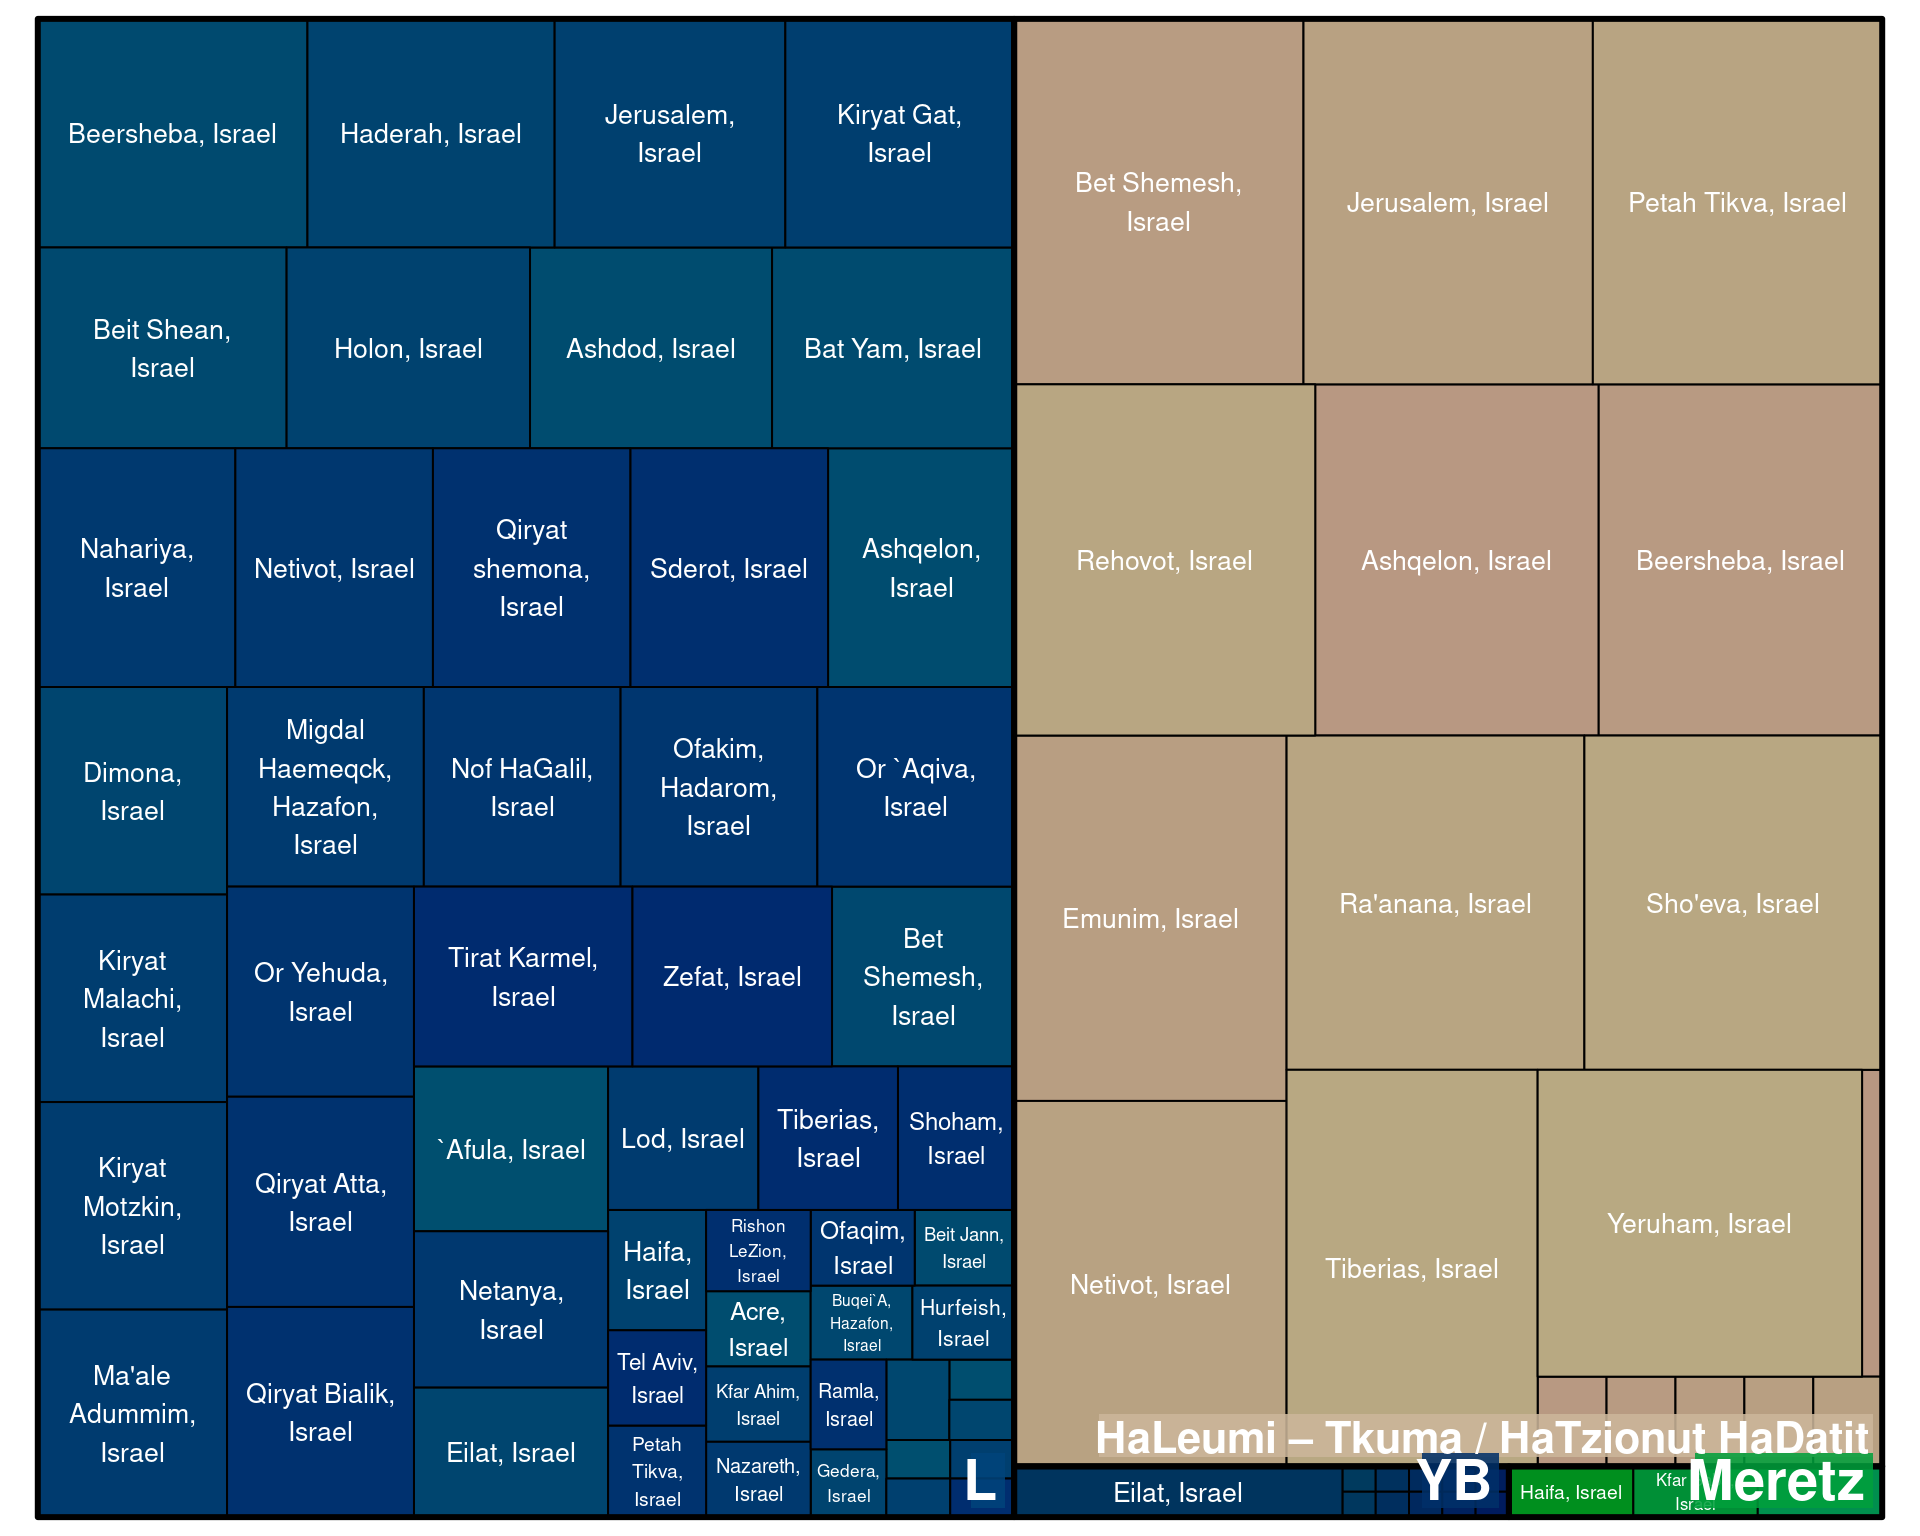 Beersheba, Israel
Haderah, Israel
Jerusalem,
Israel
Kiryat Gat,
Israel
Beit Shean,
Israel
Holon, Israel
Ashdod, Israel
Bat Yam, Israel
Nahariya,
Israel
Netivot, Israel
Qiryat
shemona,
Israel
Sderot, Israel
Ashqelon,
Israel
Dimona,
Israel
Migdal
Haemeqck,
Hazafon,
Israel
Nof HaGalil,
Israel
Ofakim,
Hadarom,
Israel
Or `Aqiva,
Israel
Kiryat
Malachi,
Israel
Or Yehuda,
Israel
Tirat Karmel,
Israel
Zefat, Israel
Bet
Shemesh,
Israel
Kiryat
Motzkin,
Israel
Qiryat Atta,
Israel
`Afula, Israel
Lod, Israel
Tiberias,
Israel
Shoham,
Israel
Ma'ale
Adummim,
Israel
Qiryat Bialik,
Israel
Netanya,
Israel
Eilat, Israel
Haifa,
Israel
Rishon
LeZion,
Israel
Ofaqim,
Israel
Beit Jann,
Israel
Acre,
Israel
Buqei`A,
Hazafon,
Israel
Hurfeish,
Israel
Tel Aviv,
Israel
Kfar Ahim,
Israel
Ramla,
Israel
Petah
Tikva,
Israel
Nazareth,
Israel
Gedera,
Israel
L
Bet Shemesh,
Israel
Jerusalem, Israel
Petah Tikva, Israel
Rehovot, Israel
Ashqelon, Israel
Beersheba, Israel
Emunim, Israel
Ra'anana, Israel
Sho'eva, Israel
Netivot, Israel
Tiberias, Israel
Yeruham, Israel
HaLeumi – Tkuma / HaTzionut HaDatit
Eilat, Israel
YB
Haifa, Israel
Kfar
Israel
Meretz